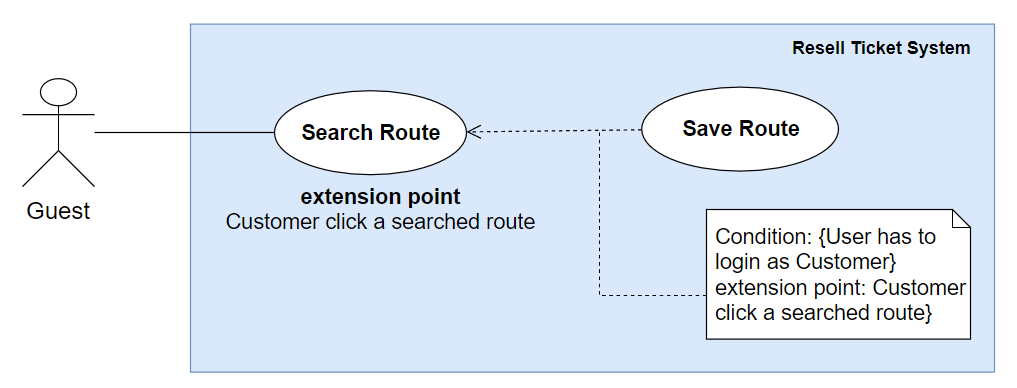 Resell Ticket System
Search Route
Save Route
extension point
Customer click a searched route
Guest
Condition: {User has to
login as Customer}
extension point: Customer
click a searched route}